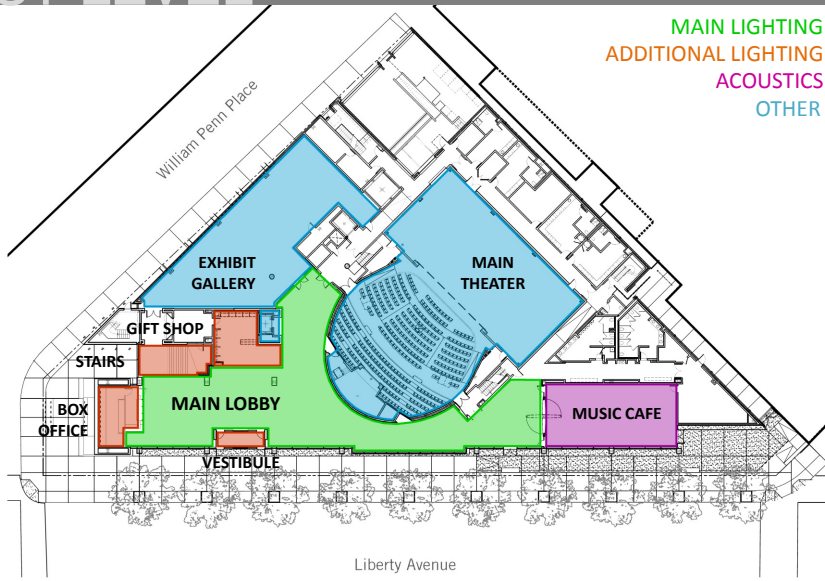 MAIN LIGHTING
ADDITIONAL LIGHTING
ACOUSTICS
OTHER
William Penn Place
EXHIBIT
GALLERY
MAIN
THEATER
GIFT SHOP
STAIRS
MAIN LOBBY
BOX
OFFICE
MUSIC CAFE
VESTIBULE
Liberty Avenue